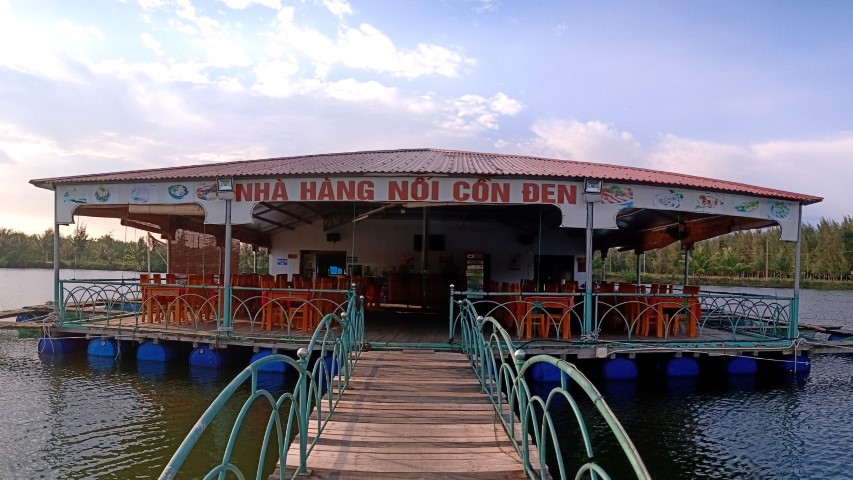 NHÀ HÀNG NỔI CỒN ĐEN